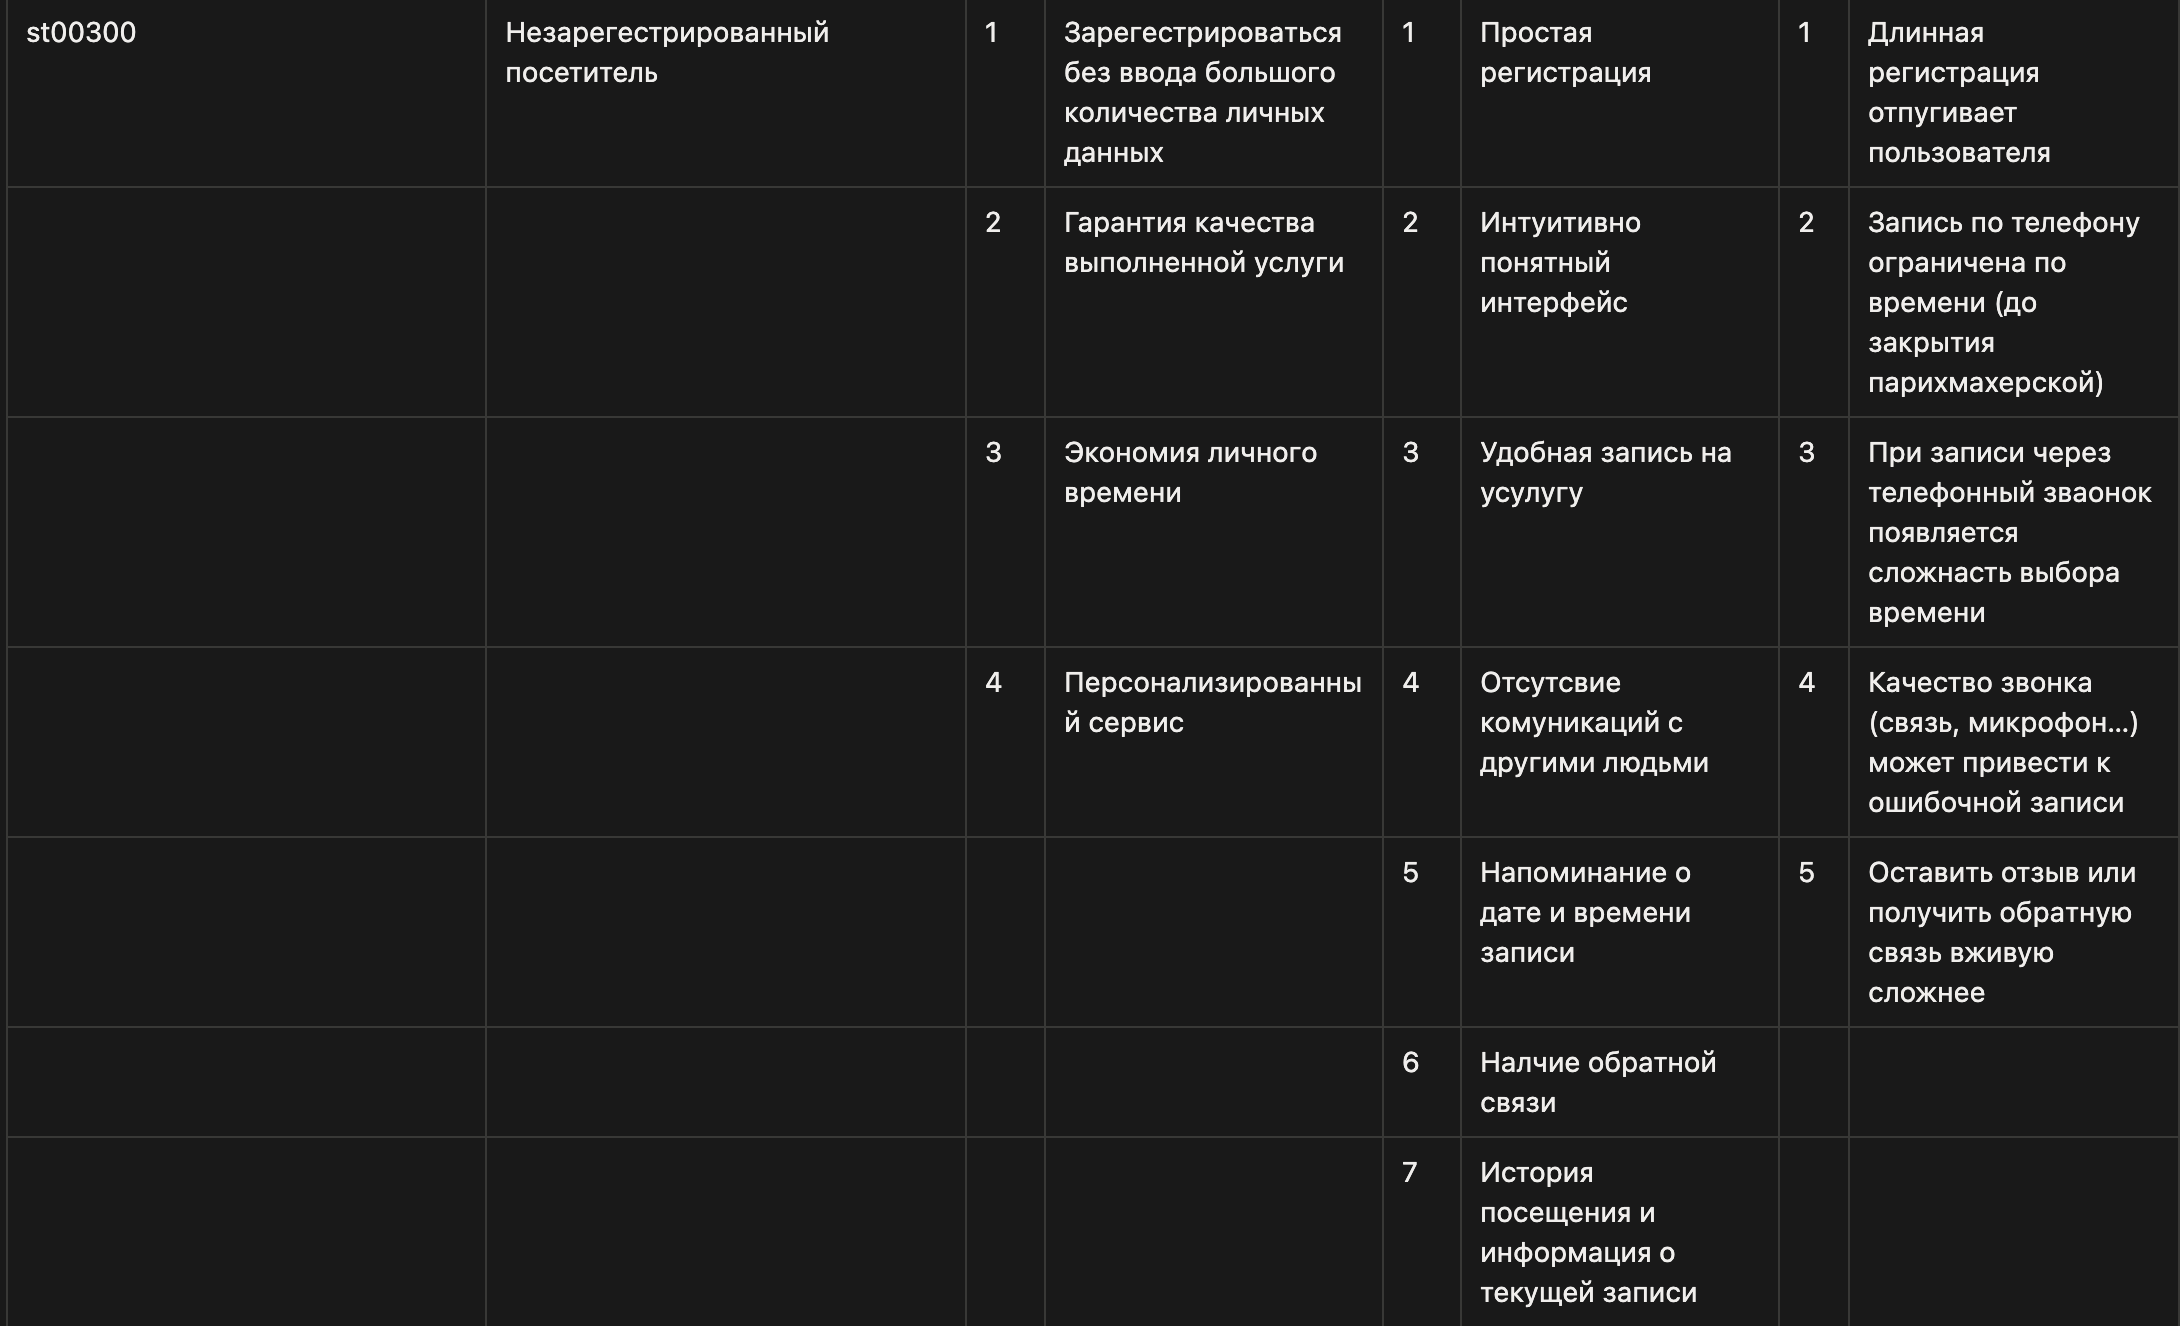 st00300
Незарегестрированный
посетитель
1
Зарегестрироваться
без ввода большого
количества личных
данных
1
Простая
регистрация
1
Длинная
регистрация
отпугивает
пользователя
2
Гарантия качества
выполненной услуги
2
Интуитивно
понятный
интерфейс
2
Запись по телефону
ограничена по
времени (до
закрытия
парихмахерской)
3
Экономия личного
времени
3
Удобная запись на
усулугу
3
При записи через
телефонный зваонок
появляется
сложнасть выбора
времени
4
Персонализированны
й сервис
4
Отсутсвие
комуникаций с
другими людьми
4
Качество звонка
(связь, микрофон...)
может привести к
ошибочной записи
5
Напоминание о
дате и времени
записи
5
Оставить отзыв или
получить обратную
связь вживую
сложнее
6
Налчие обратной
связи
7
История
посещения и
информация о
текущей записи